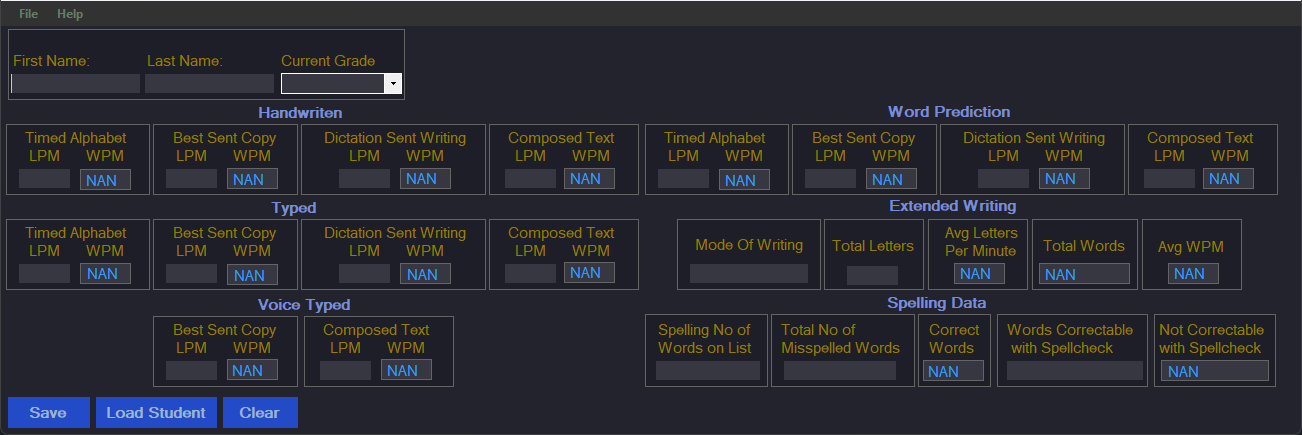 File Help
First Name: Last Name: Current Grade
Handwriten Word Prediction
Timed Alphabet Best Sent Copy Dictation Sent Writing Composed Text Timed Alphabet Best Sent Copy Dictation Sent Writing Composed Text
LPM WPM LPM WPM LPM WPM LPM WPM LPM WPM LPM WPM LPM WPM LPM WPM
NAN NAN NAN NAN NAN NAN NAN NAN
Typed Extended Writing
Timed Alphabet Best Sent Copy Dictation Sent Writing Composed Text Mode Of Writing Total Letters Avg Letters Per Minute Total Words Avg WPM
LPM WPM LPM WPM LPM WPM LPM WPM
NAN NAN NAN NAN NAN NAN NAN
Voice Typed Spelling Data
Best Sent Copy Composed Text Spelling No of Total No of Correct Words Correctable Not Correctable
LPM WPM LPM WPM Words on List Misspelled Words Words with Spellcheck with Spellcheck
NAN NAN NAN NAN
Save Load Student Clear